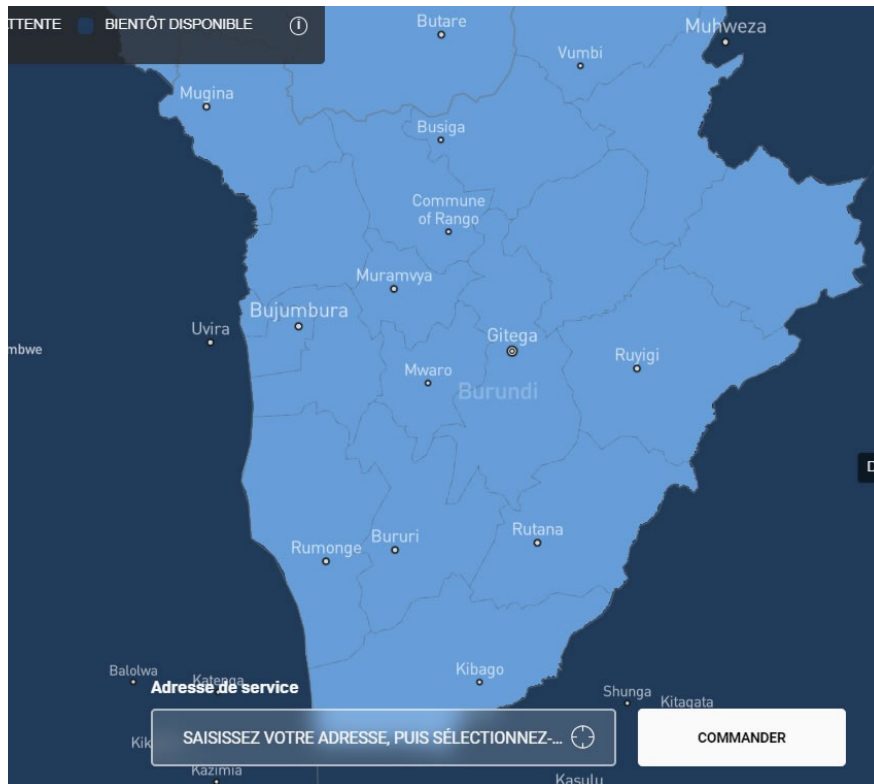 TTENTE BIENTÔT DISPONIBLE
Butare
Muhweza
Vumbi
Mugina
Busiga
Commune
of Rango
Muramvya
Bujumbura
Uvira
Gitega
mbwe
Ruyigi
Mwaro
Burundi
D
Rutana
Bururi
Rumonge
Balolwa
Kibago
Katenga
Adresse de service
Shunga
Kitagata
SAISISSEZ VOTRE ADRESSE, PUIS SÉLECTIONNEZ-...
COMMANDER
Kik
Kazimia
Kasulu